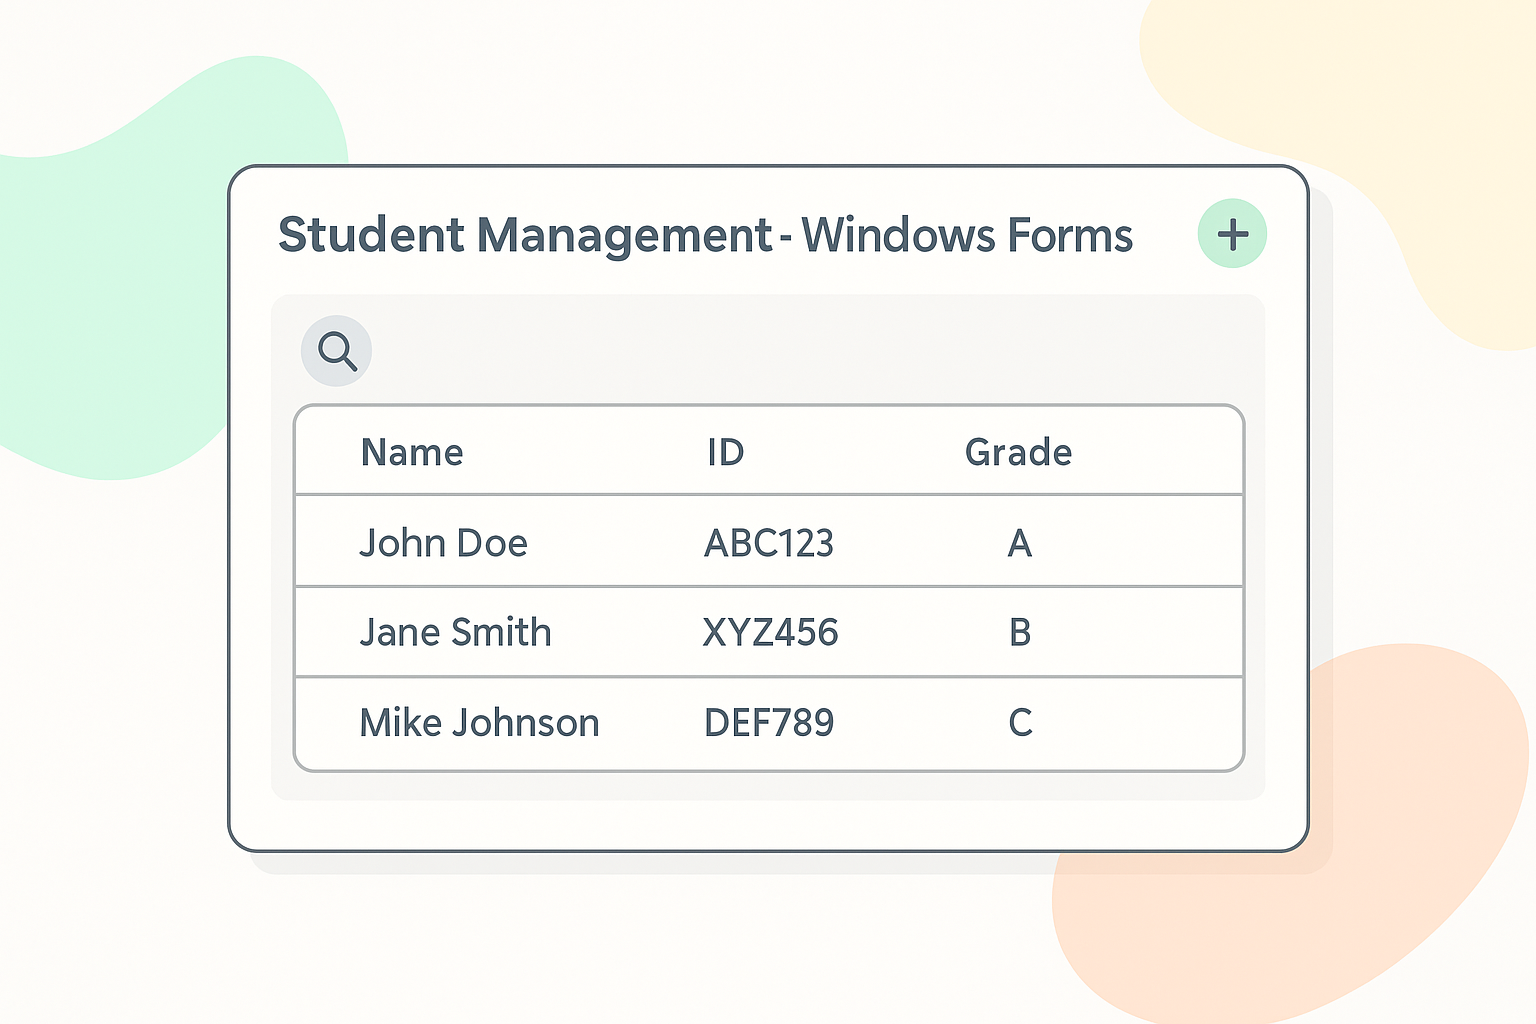 Student Management - Windows Forms
Name ID Grade
John Doe ABC123 A
Jane Smith XYZ456 B
Mike Johnson DEF789 C